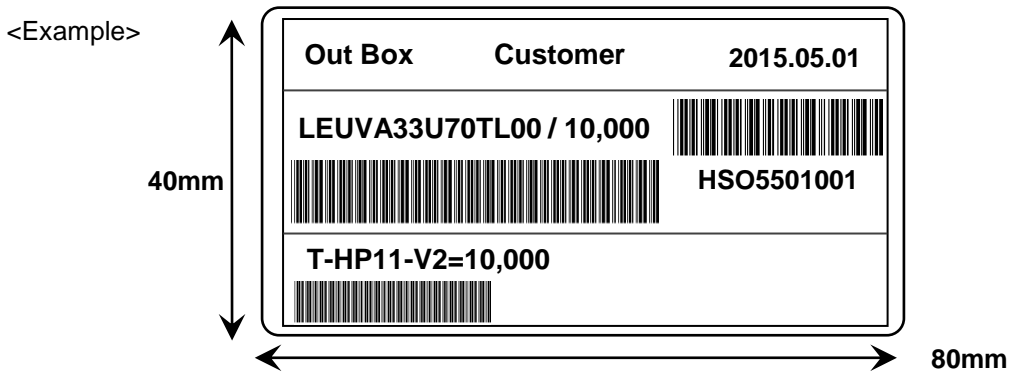 <Example>
Out Box Customer 2015.05.01
LEUVA33U70TL00 / 10,000
HSO5501001
40mm
T-HP11-V2=10,000
80mm